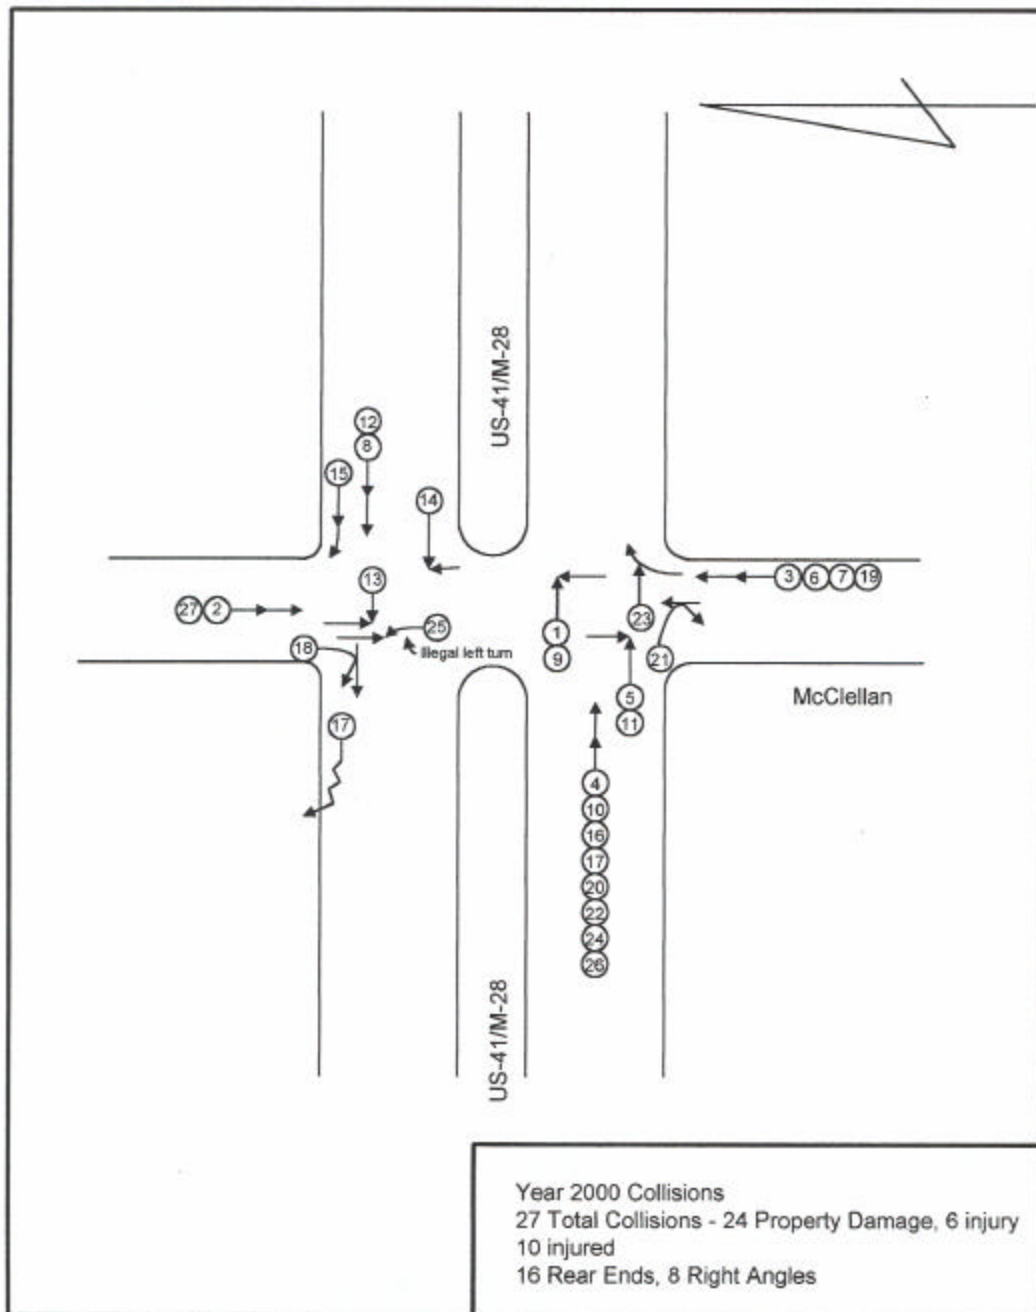 US-41/M-28
12
8
15
14
13
27 2
25
Illegal left turn
18
17
3 6 7 19
23
1
9
21
5
11
McClellan
4
10
16
17
20
22
24
26
US-41/M-28
Year 2000 Collisions
27 Total Collisions - 24 Property Damage, 6 injury
10 injured
16 Rear Ends, 8 Right Angles